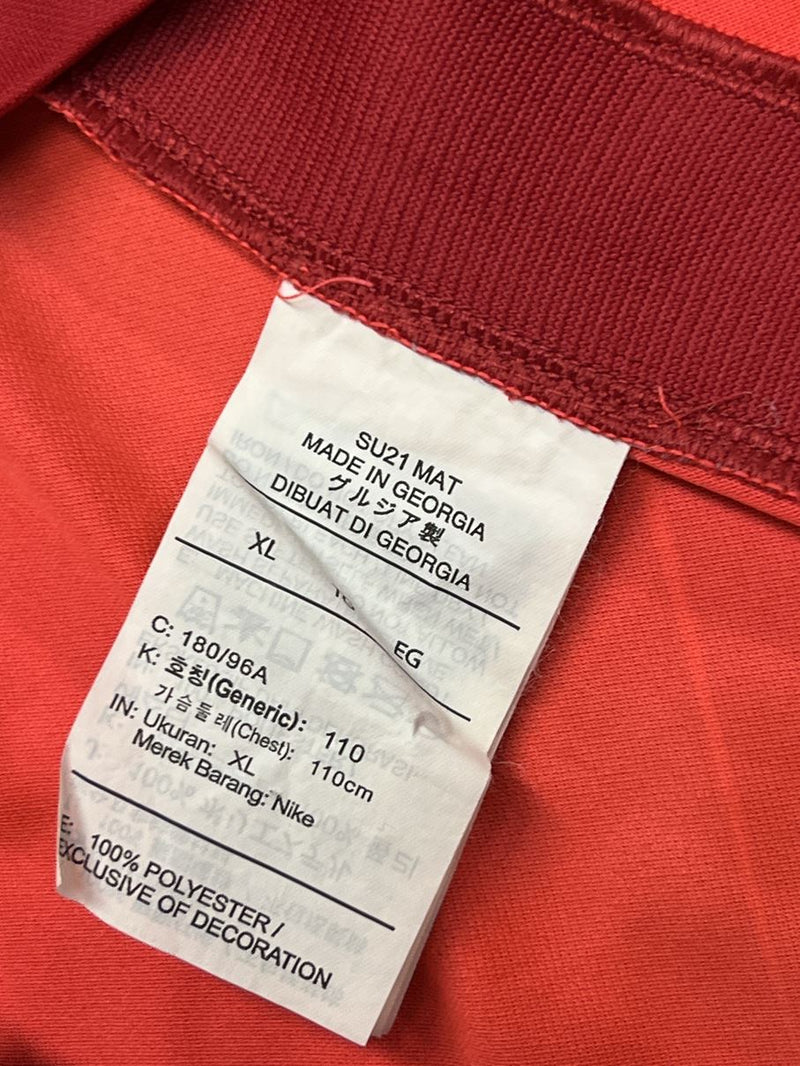 SU21 MAT
MADE IN GEORGIA
グルジア製
DIBUAT DI GEORGIA
XL EG
C: 180/96A
K: 호칭(Generic): 110
가슴둘레(Chest): 110cm
IN: Ukuran: XL
Merek Barang: Nike
E: 100% POLYESTER /
EXCLUSIVE OF DECORATION